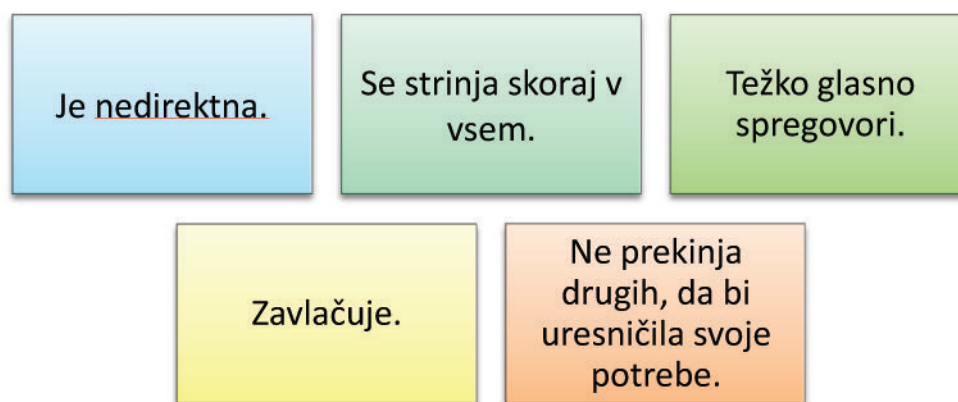 Je nedirektna.
Se strinja skoraj v
vsem.
Težko glasno
spregovori.
Zavlačuje.
Ne prekinja
drugih, da bi
uresničila svoje
potrebe.